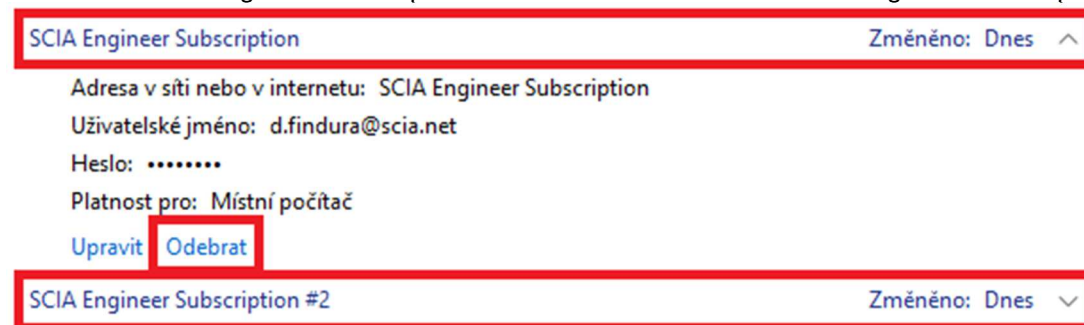 SCIA Engineer Subscription Změněno: Dnes
Adresa v síti nebo v internetu: SCIA Engineer Subscription
Uživatelské jméno: d.findura@scia.net
Heslo: ••••••••
Platnost pro: Místní počítač
Upravit Odebrat
SCIA Engineer Subscription #2 Změněno: Dnes